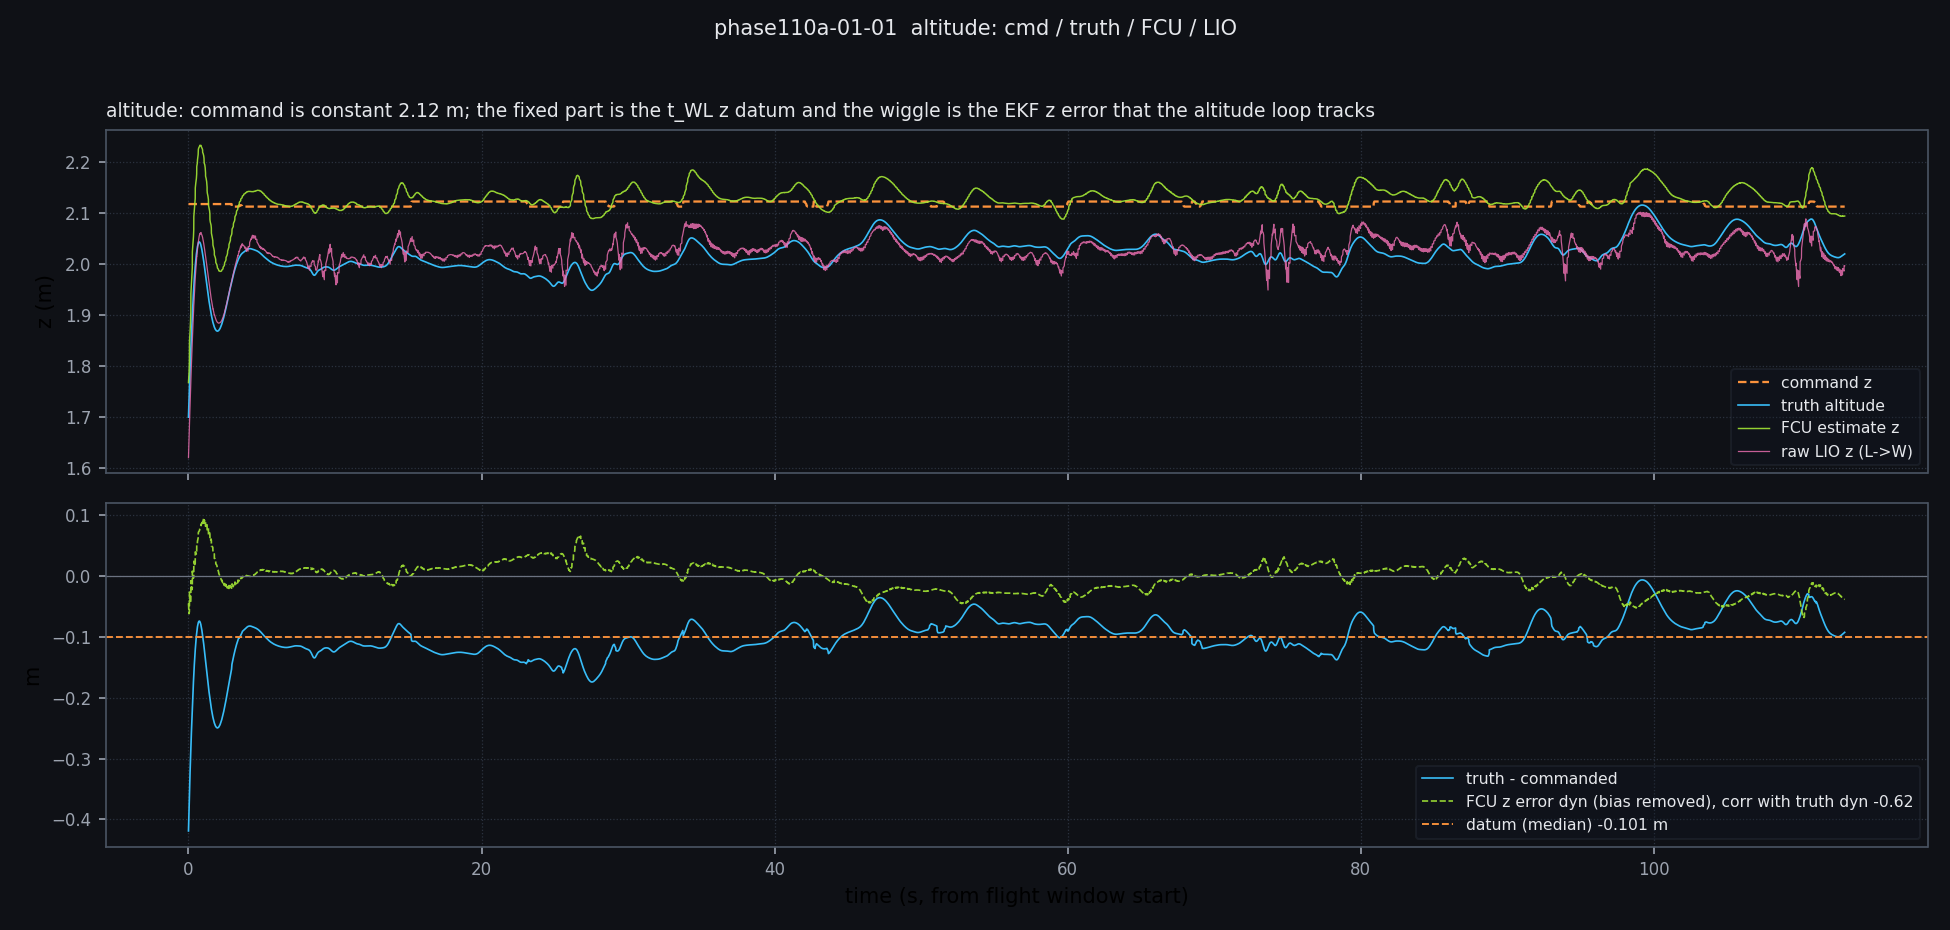 phase110a-01-01  altitude: cmd / truth / FCU / LIO
altitude: command is constant 2.12 m; the fixed part is the t_WL z datum and the wiggle is the EKF z error that the altitude loop tracks
z (m)
2.2
2.1
2.0
1.9
1.8
1.7
1.6
command z
truth altitude
FCU estimate z
raw LIO z (L->W)
m
0.1
0.0
−0.1
−0.2
−0.3
−0.4
truth - commanded
FCU z error dyn (bias removed), corr with truth dyn -0.62
datum (median) -0.101 m
0 20 40 60 80 100
time (s, from flight window start)